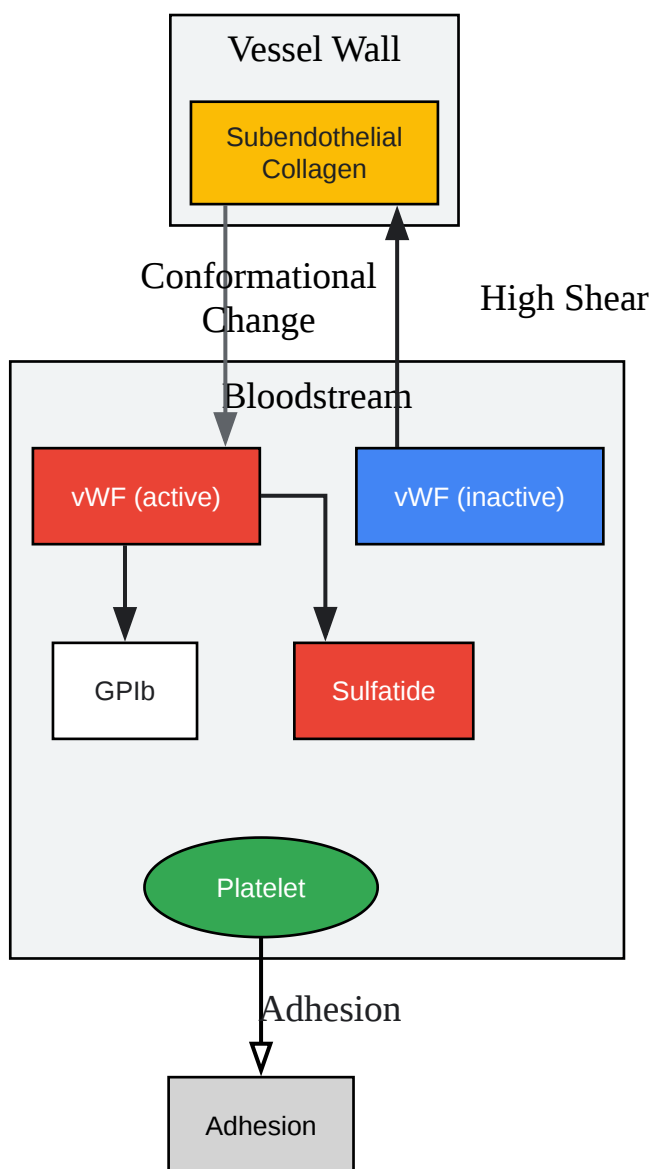 Vessel Wall
Subendothelial
Collagen
Conformational
Change
High Shear
Bloodstream
vWF (active)
vWF (inactive)
GPIb
Sulfatide
Platelet
Adhesion
Adhesion